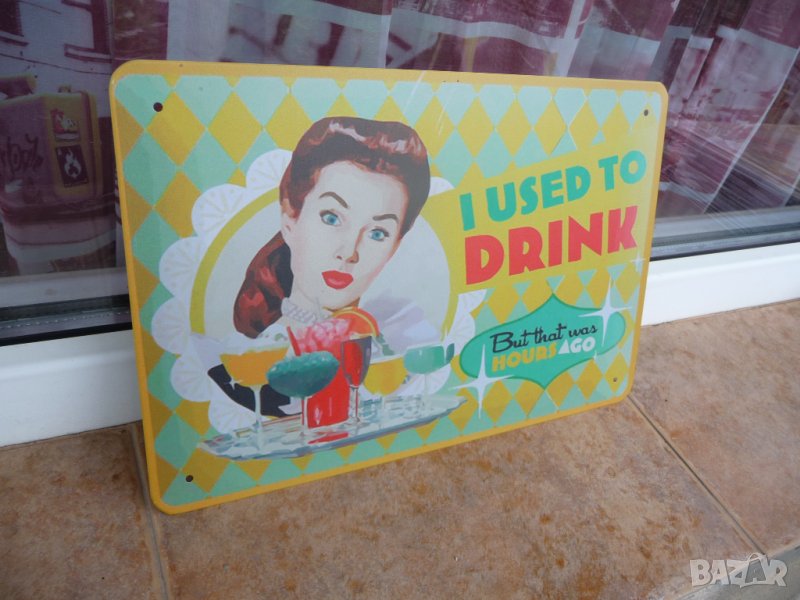 I USED TO
DRINK
But that was
HOURS AGO
BAZAR